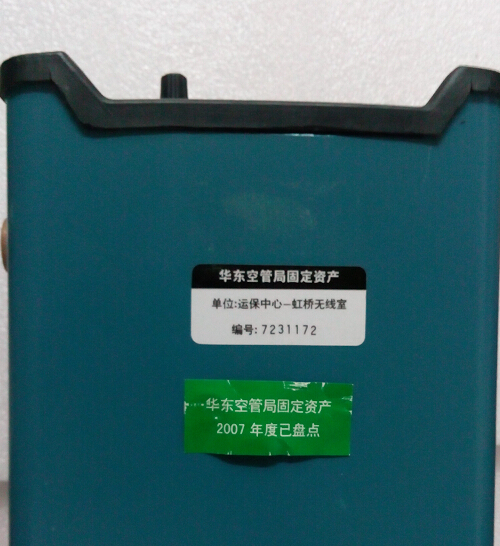 华东空管局固定资产
单位:运保中心-虹桥无线室
编号:7231172
华东空管局固定资产
2007 年度已盘点